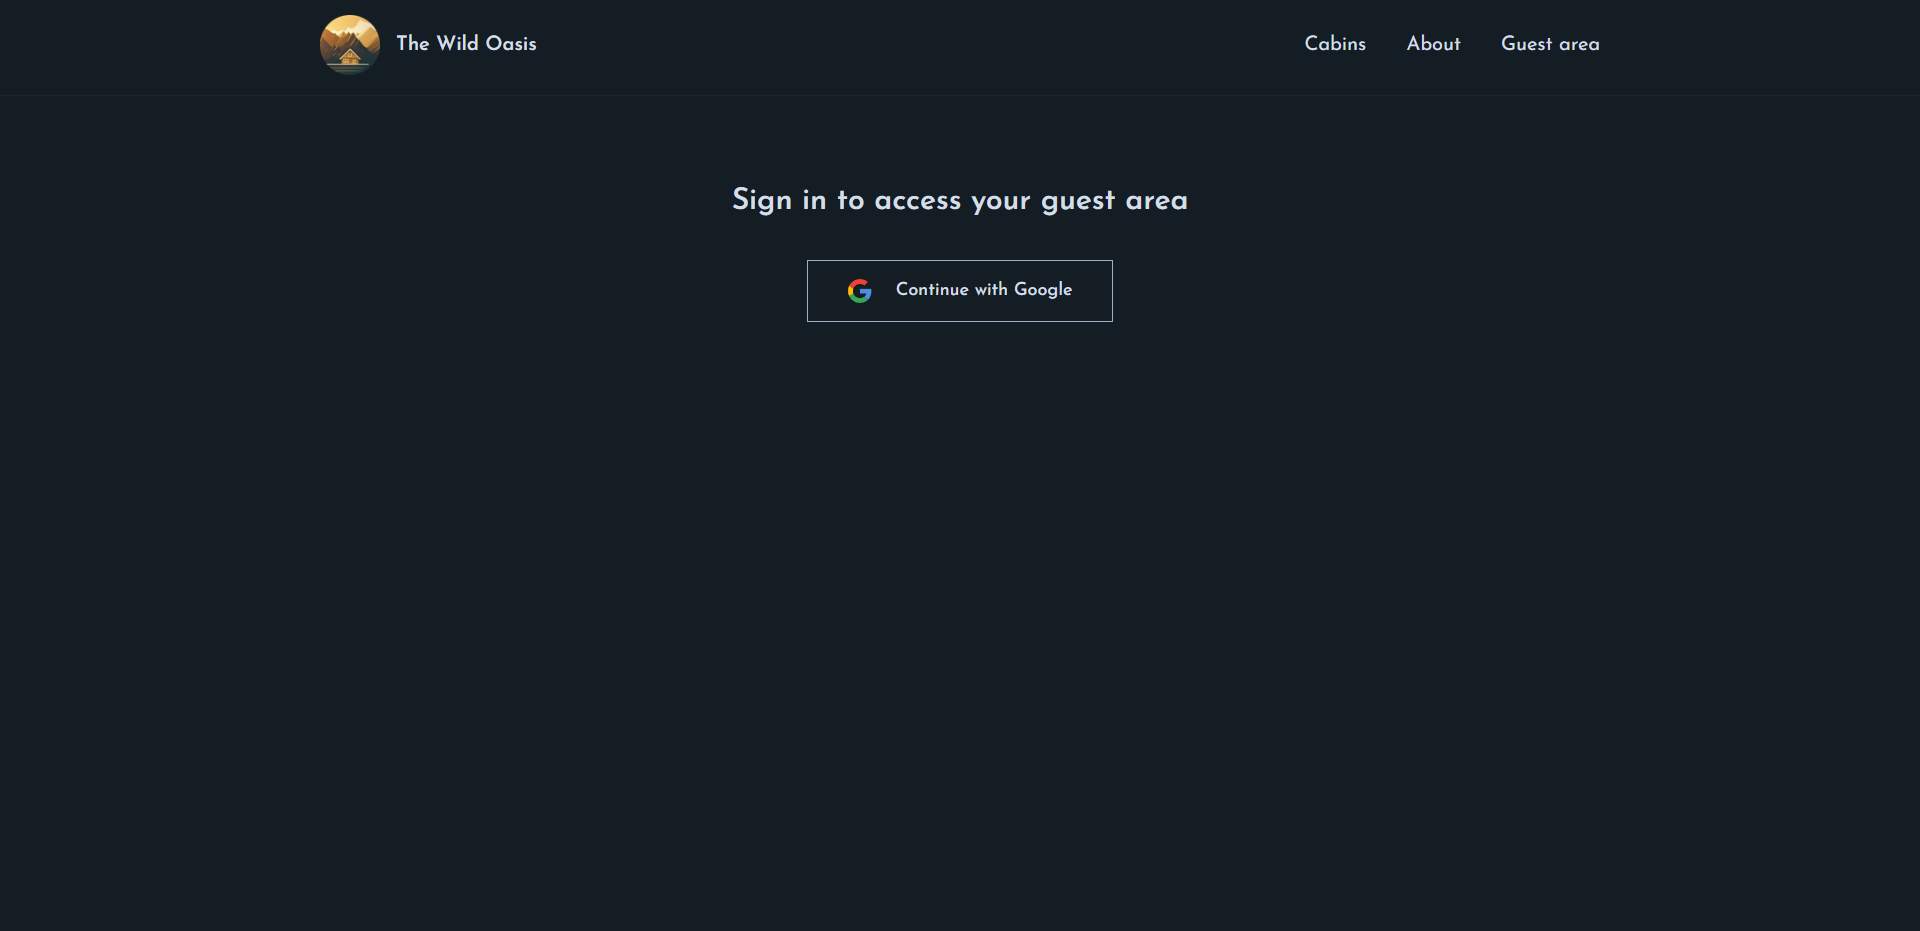 The Wild Oasis
Cabins About Guest area
Sign in to access your guest area
Continue with Google